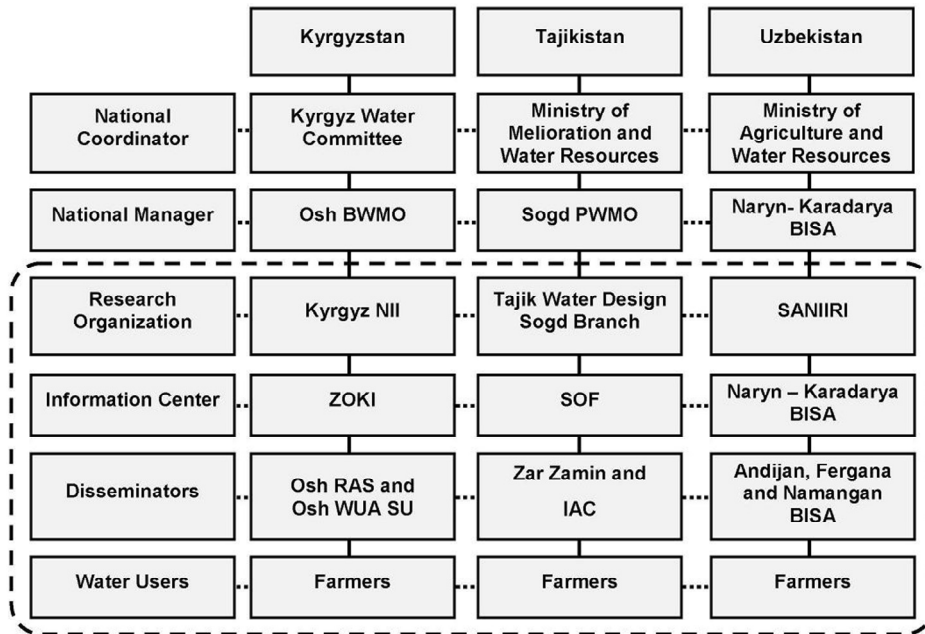 Kyrgyzstan
Tajikistan
Uzbekistan
National
Coordinator
Kyrgyz Water
Committee
Ministry of
Melioration and
Water Resources
Ministry of
Agriculture and
Water Resources
National Manager
Osh BWMO
Sogd PWMO
Naryn- Karadarya
BISA
Research
Organization
Kyrgyz NII
Tajik Water Design
Sogd Branch
SANIIRI
Information Center
ZOKI
SOF
Naryn – Karadarya
BISA
Disseminators
Osh RAS and
Osh WUA SU
Zar Zamin and
IAC
Andijan, Fergana
and Namangan
BISA
Water Users
Farmers
Farmers
Farmers